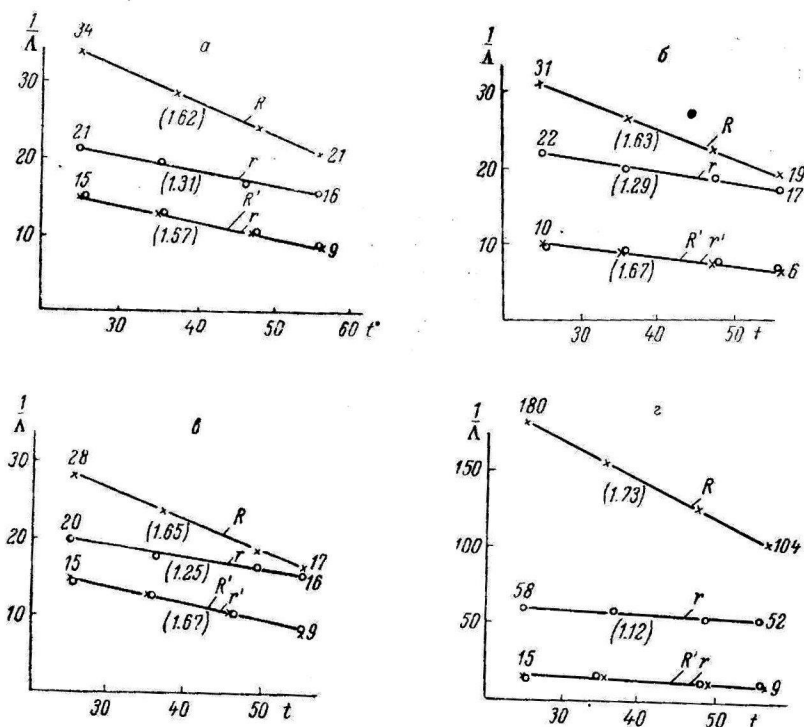 1/Λ
а
34
30
(1.62)
R
21
21
20
(1.31)
r
16
15
R'
r
10
(1.57)
9
30
40
50
60
t°
1/Λ
б
31
30
(1.63)
R
19
22
20
(1.29)
r
17
10
10
R' r'
(1.67)
6
30
40
50
t
1/Λ
в
28
30
(1.65)
R
17
20
20
(1.25)
r
16
15
R'
r'
10
(1.67)
9
30
40
50
t
1/Λ
г
180
150
(1.73)
R
104
100
58
50
r
52
(1.12)
15
R' r
9
30
40
50
t